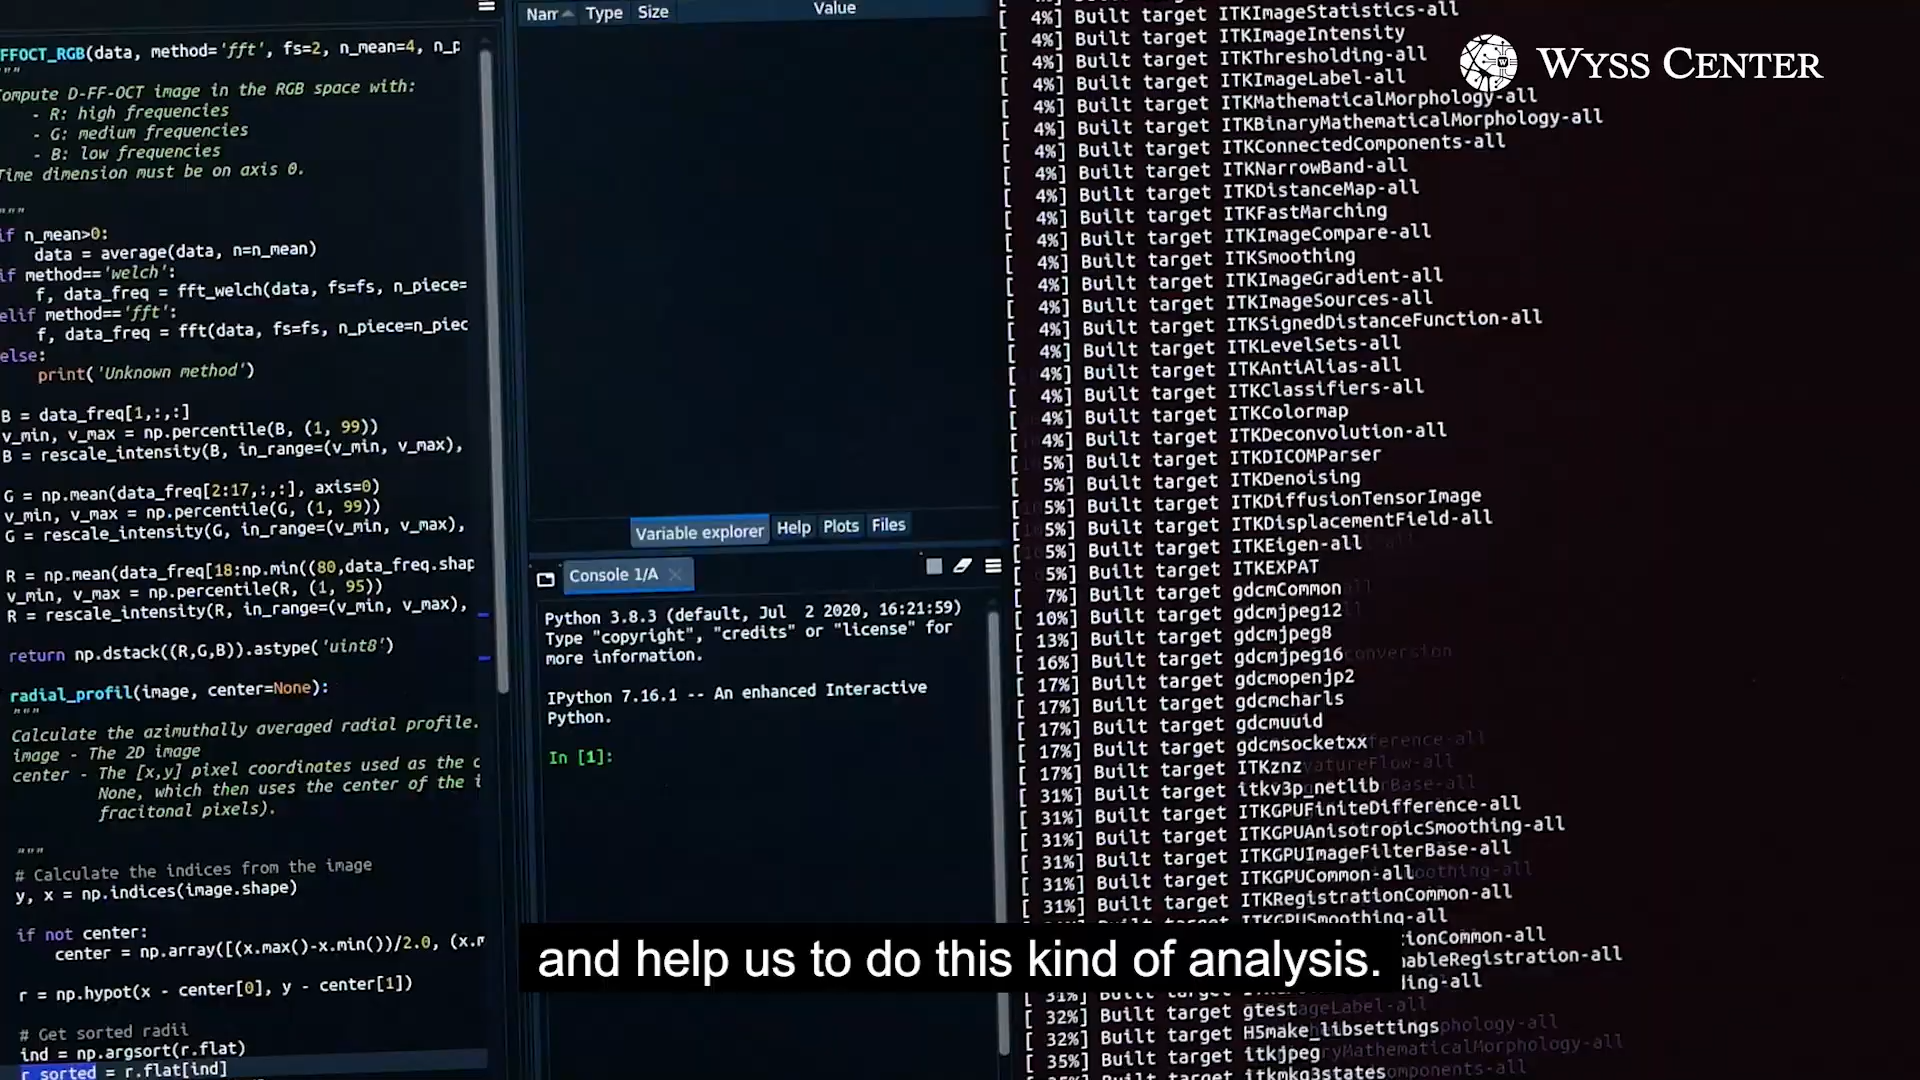 FFOCT_RGB(data, method='fft', fs=2, n_mean=4, n_p
"""
Compute D-FF-OCT image in the RGB space with:
- R: high frequencies
- G: medium frequencies
- B: low frequencies
Time dimension must be on axis 0.
"""
if n_mean>0:
data = average(data, n=n_mean)
if method=='welch':
f, data_freq = fft_welch(data, fs=fs, n_piece=
elif method=='fft':
f, data_freq = fft(data, fs=fs, n_piece=n_piec
else:
print('Unknown method')
B = data_freq[1,:,:]
v_min, v_max = np.percentile(B, (1, 99))
B = rescale_intensity(B, in_range=(v_min, v_max),
G = np.mean(data_freq[2:17,:,:], axis=0)
v_min, v_max = np.percentile(G, (1, 99))
G = rescale_intensity(G, in_range=(v_min, v_max),
R = np.mean(data_freq[18:np.min((80,data_freq.shap
v_min, v_max = np.percentile(R, (1, 95))
R = rescale_intensity(R, in_range=(v_min, v_max),
return np.dstack((R,G,B)).astype('uint8')
radial_profil(image, center=None):
"""
Calculate the azimuthally averaged radial profile.
image - The 2D image
center - The [x,y] pixel coordinates used as the c
None, which then uses the center of the i
fracitonal pixels).
"""
# Calculate the indices from the image
y, x = np.indices(image.shape)
if not center:
center = np.array([(x.max()-x.min())/2.0, (x.m
r = np.hypot(x - center[0], y - center[1])
# Get sorted radii
ind = np.argsort(r.flat)
r_sorted = r.flat[ind]
Nam Type Size Value
Variable explorer Help Plots Files
Console 1/A
Python 3.8.3 (default, Jul 2 2020, 16:21:59)
Type "copyright", "credits" or "license" for
more information.
IPython 7.16.1 -- An enhanced Interactive
Python.
In [1]:
[ 4%] Built target ITKImageStatistics-all
[ 4%] Built target ITKImageIntensity
[ 4%] Built target ITKThresholding-all
[ 4%] Built target ITKImageLabel-all
[ 4%] Built target ITKMathematicalMorphology-all
[ 4%] Built target ITKBinaryMathematicalMorphology-all
[ 4%] Built target ITKConnectedComponents-all
[ 4%] Built target ITKNarrowBand-all
[ 4%] Built target ITKDistanceMap-all
[ 4%] Built target ITKFastMarching
[ 4%] Built target ITKImageCompare-all
[ 4%] Built target ITKSmoothing
[ 4%] Built target ITKImageGradient-all
[ 4%] Built target ITKImageSources-all
[ 4%] Built target ITKSignedDistanceFunction-all
[ 4%] Built target ITKLevelSets-all
[ 4%] Built target ITKAntiAlias-all
[ 4%] Built target ITKClassifiers-all
[ 4%] Built target ITKColormap
[ 4%] Built target ITKDeconvolution-all
[ 5%] Built target ITKDICOMParser
[ 5%] Built target ITKDenoising
[ 5%] Built target ITKDiffusionTensorImage
[ 5%] Built target ITKDisplacementField-all
[ 5%] Built target ITKEigen-all
[ 5%] Built target ITKEXPAT
[ 7%] Built target gdcmCommon
[ 10%] Built target gdcmjpeg12
[ 13%] Built target gdcmjpeg8
[ 16%] Built target gdcmjpeg16
[ 17%] Built target gdcmopenjp2
[ 17%] Built target gdcmcharls
[ 17%] Built target gdcmuuid
[ 17%] Built target gdcmsocketxx
[ 17%] Built target ITKznz
[ 31%] Built target itkv3p_netlib
[ 31%] Built target ITKGPUFiniteDifference-all
[ 31%] Built target ITKGPUAnisotropicSmoothing-all
[ 31%] Built target ITKGPUImageFilterBase-all
[ 31%] Built target ITKGPUCommon-all
[ 31%] Built target ITKRegistrationCommon-all
Built target ITKGPUSmoothing-all
ionCommon-all
nableRegistration-all
ding-all
[ 32%] Built target gtest
[ 32%] Built target H5make_libsettings
[ 35%] Built target itkjpeg
Built target itkmkg3states
WYSS CENTER
and help us to do this kind of analysis.